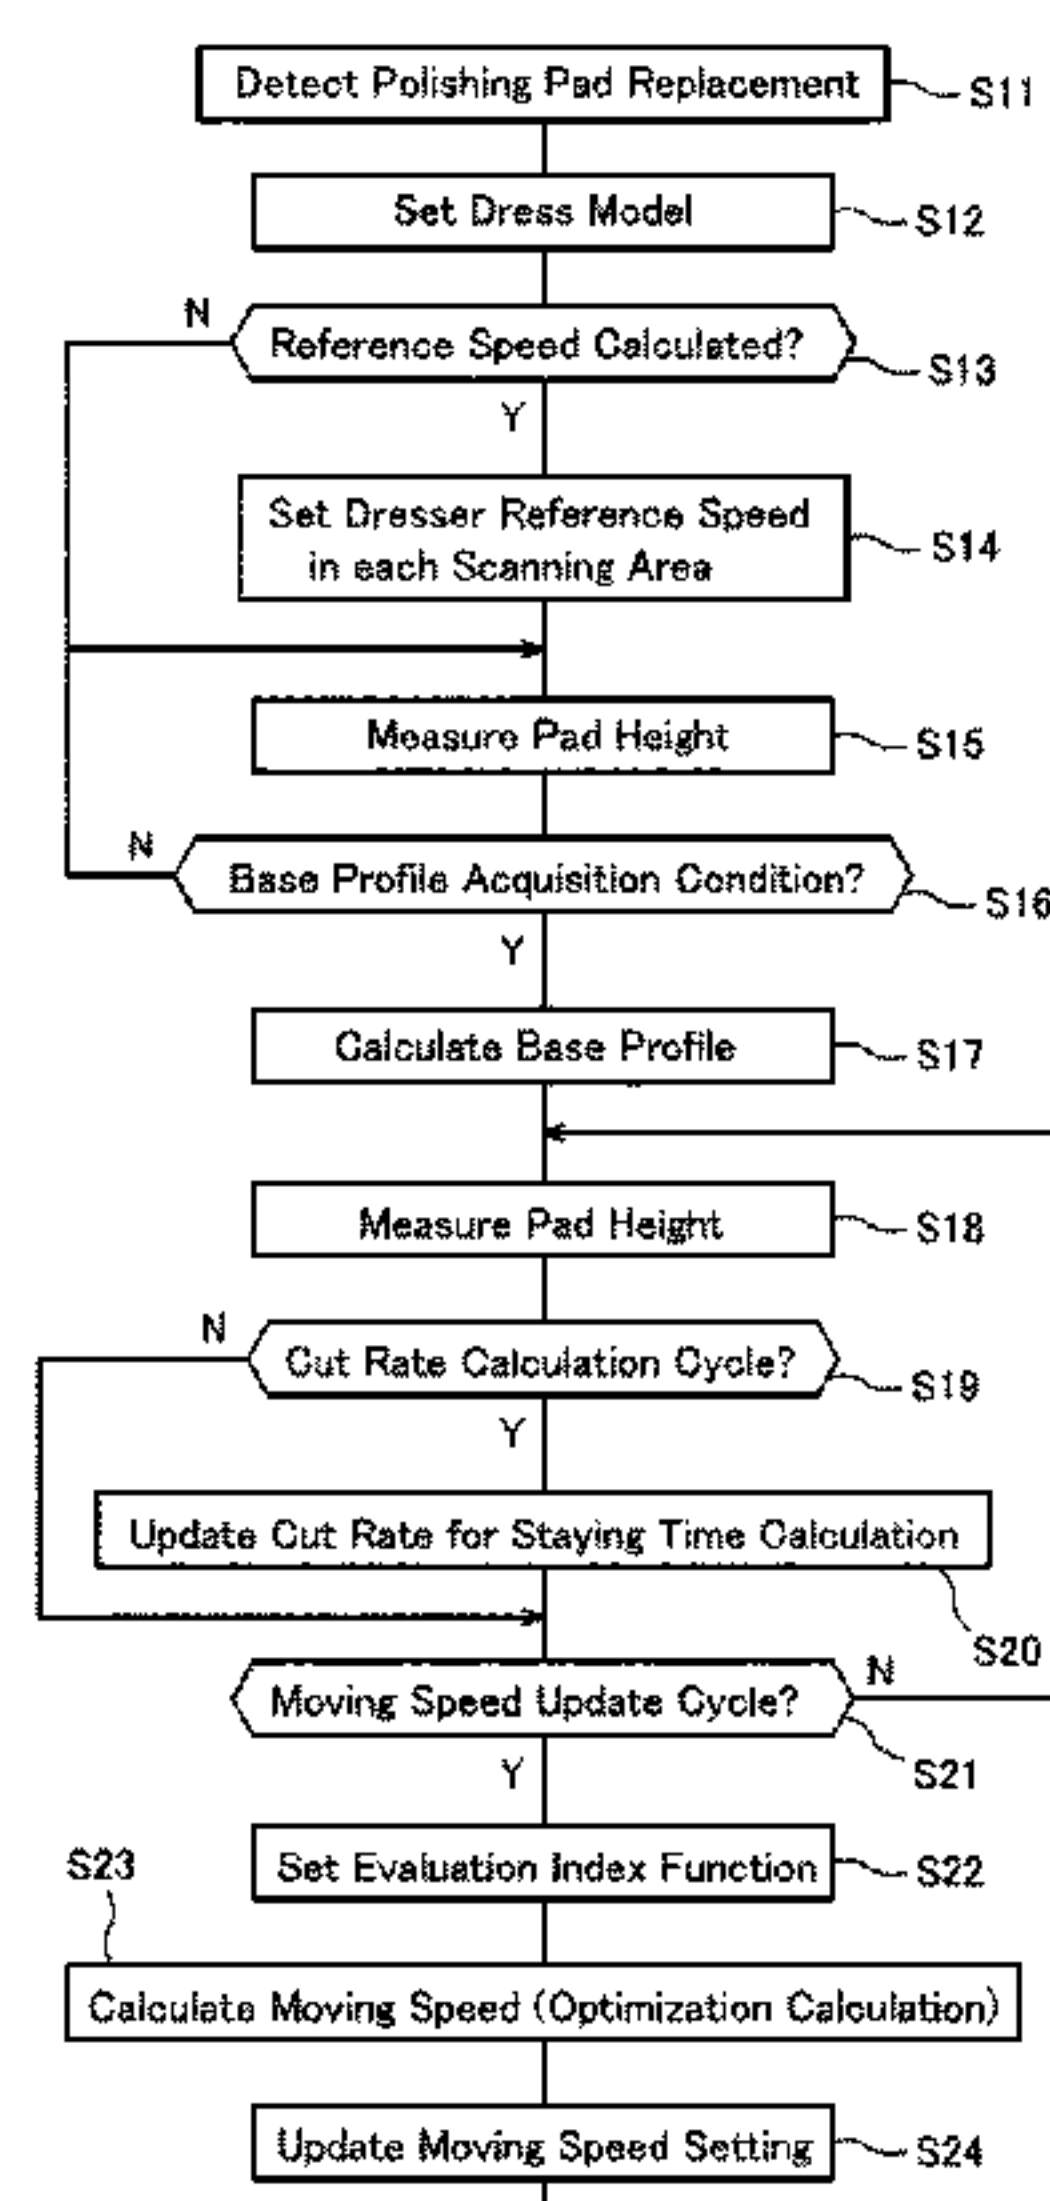 Detect Polishing Pad Replacement S11
Set Dress Model S12
N
Reference Speed Calculated? S13
Y
Set Dresser Reference Speed
in each Scanning Area S14
Measure Pad Height S15
N
Base Profile Acquisition Condition? S16
Y
Calculate Base Profile S17
Measure Pad Height S18
N
Cut Rate Calculation Cycle? S19
Y
Update Cut Rate for Staying Time Calculation
S20
N
Moving Speed Update Cycle?
S21
Y
Set Evaluation Index Function S22
S23
Calculate Moving Speed (Optimization Calculation)
Update Moving Speed Setting S24